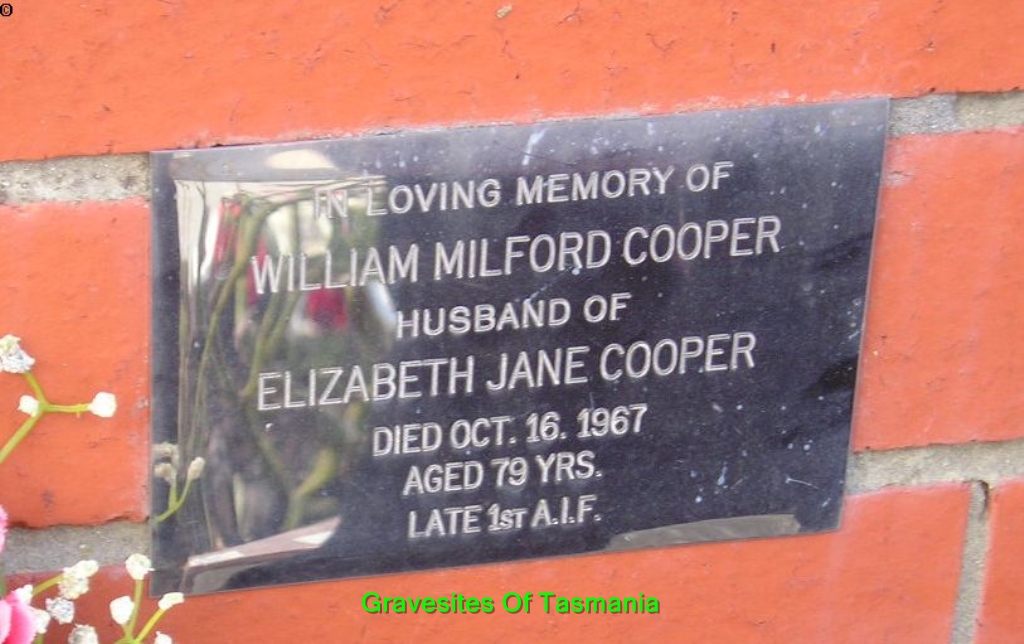 ©
IN LOVING MEMORY OF
WILLIAM MILFORD COOPER
HUSBAND OF
ELIZABETH JANE COOPER
DIED OCT. 16. 1967
AGED 79 YRS.
LATE 1ST A.I.F.
Gravesites Of Tasmania